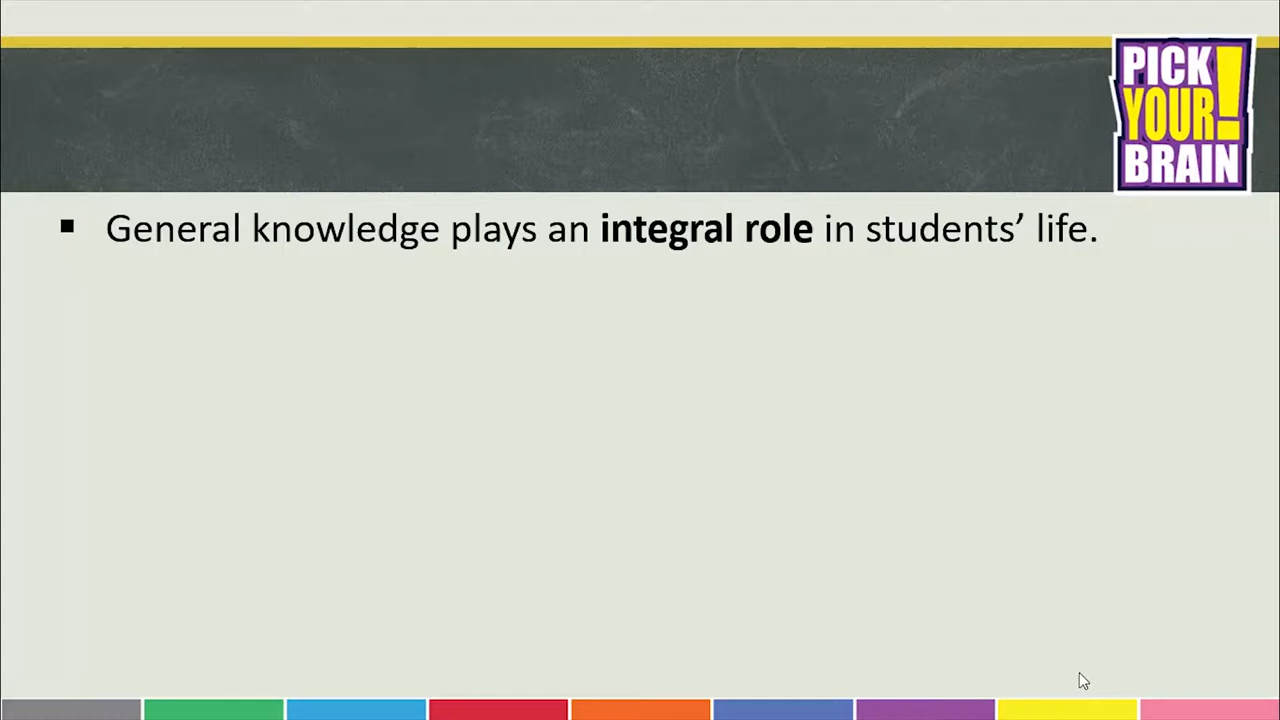 PICK
YOUR!
BRAIN
▪ General knowledge plays an integral role in students’ life.